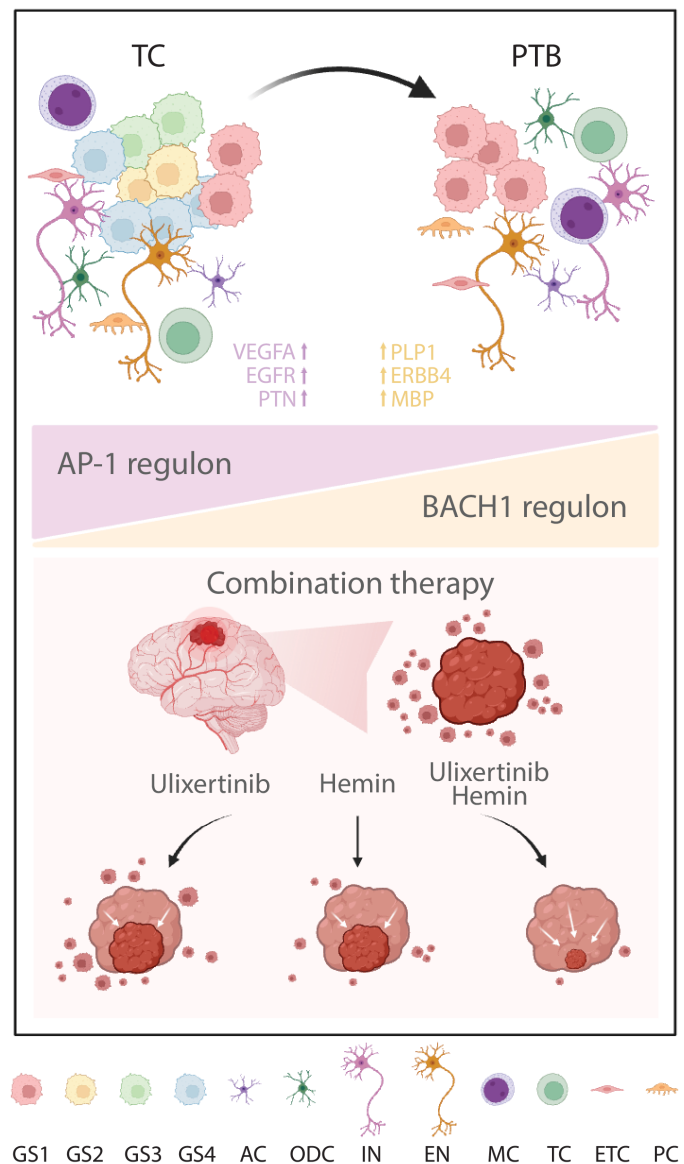 TC
PTB
VEGFA
EGFR
PTN
PLP1
ERBB4
MBP
AP-1 regulon
BACH1 regulon
Combination therapy
Ulixertinib
Hemin
Ulixertinib
Hemin
GS1 GS2 GS3 GS4 AC ODC IN EN MC TC ETC PC